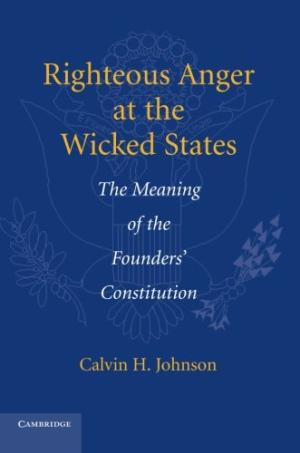 Righteous Anger
at the
Wicked States
The Meaning
of the
Founders'
Constitution
Calvin H. Johnson
CAMBRIDGE